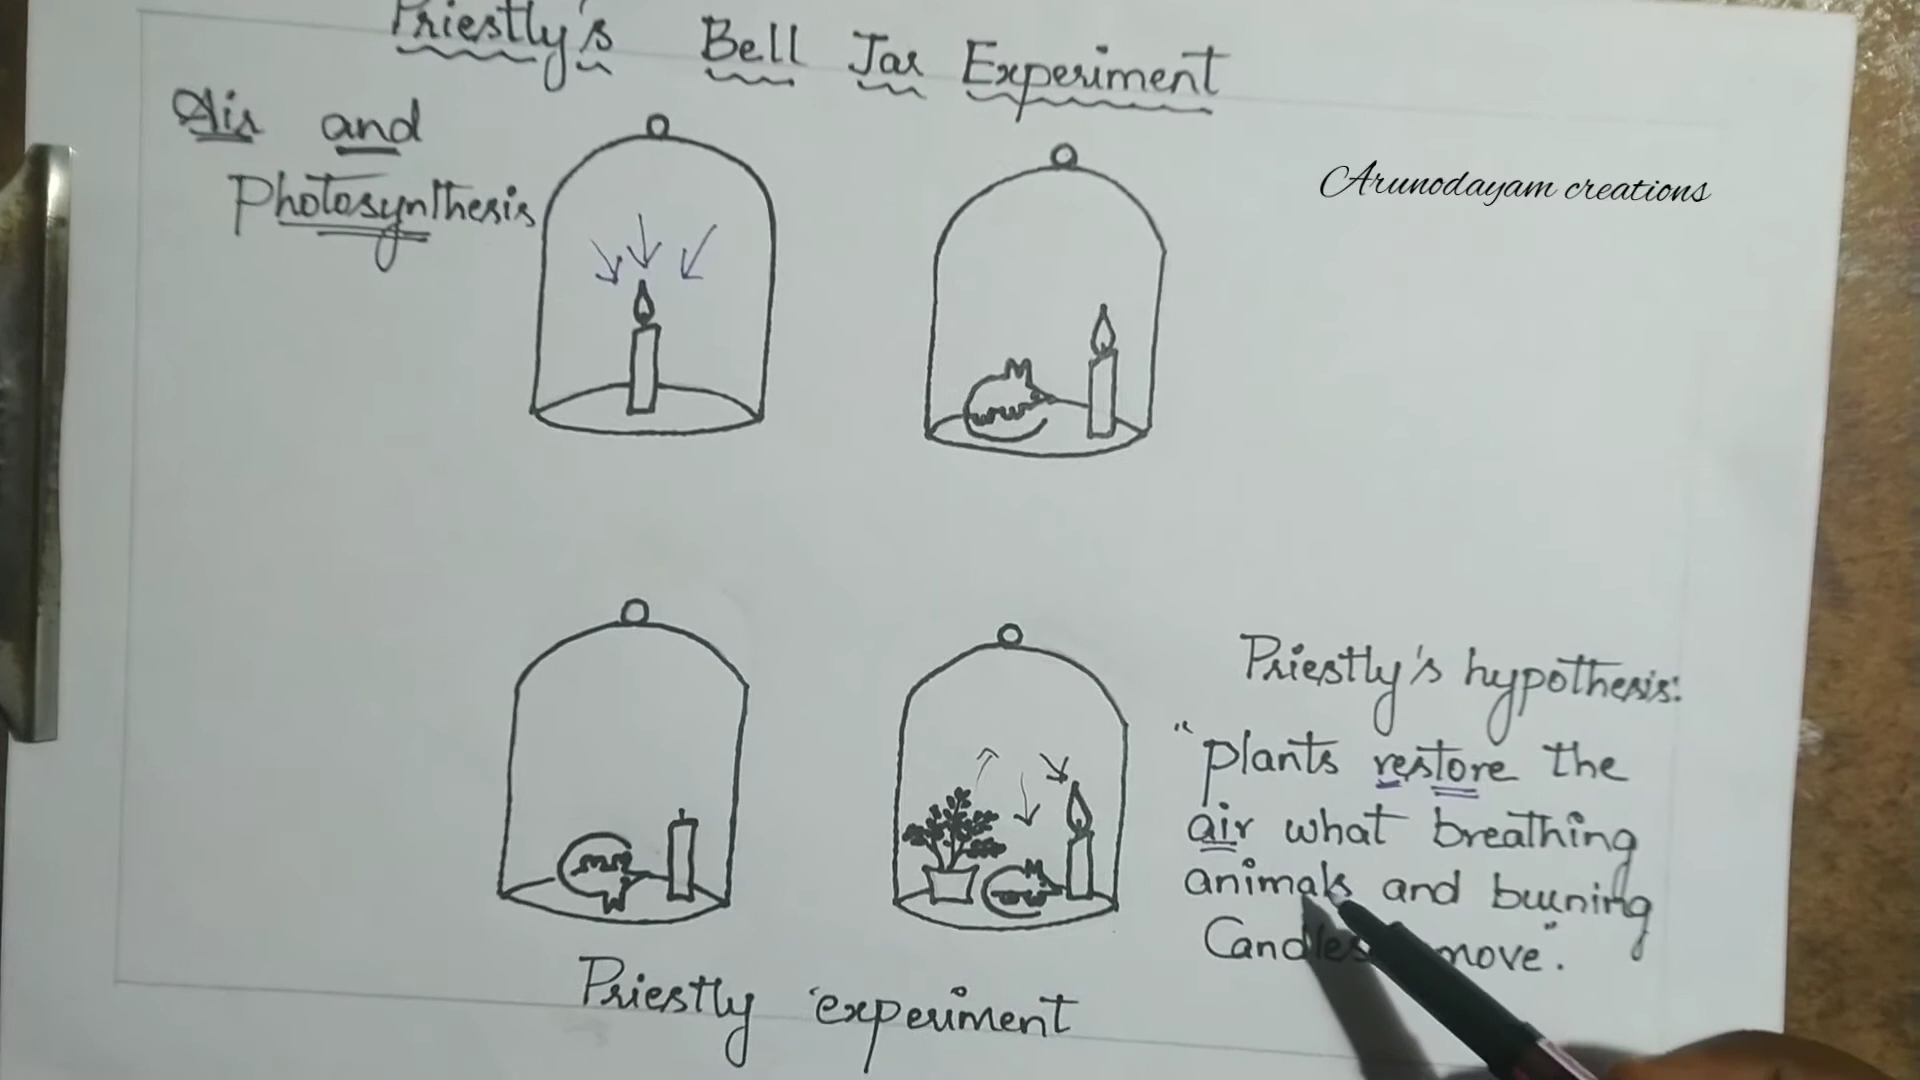 Priestly's Bell Jar Experiment
Air and
Photosynthesis
Arunodayam creations
Priestly's hypothesis:
"plants restore the
air what breathing
animals and burning
Candles move".
Priestly experiment